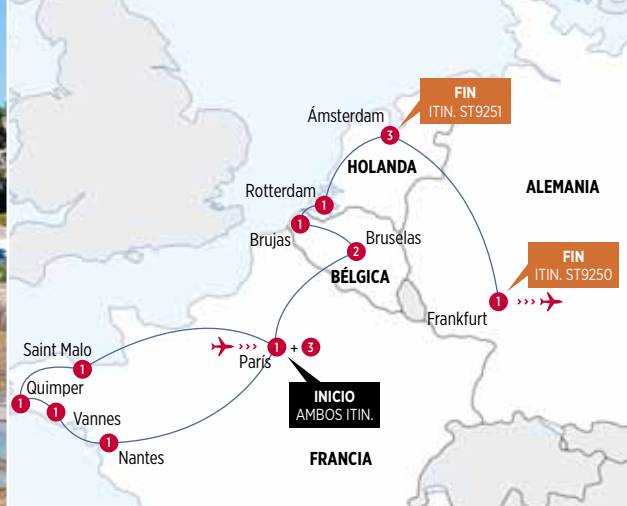 FIN
ITIN. ST9251
Ámsterdam
3
HOLANDA
ALEMANIA
Rotterdam
1
1
Brujas
Bruselas
2
BÉLGICA
FIN
ITIN. ST9250
1
Frankfurt
Saint Malo
1
1 + 3
París
Quimper
1
1
Vannes
INICIO
AMBOS ITIN.
1
Nantes
FRANCIA